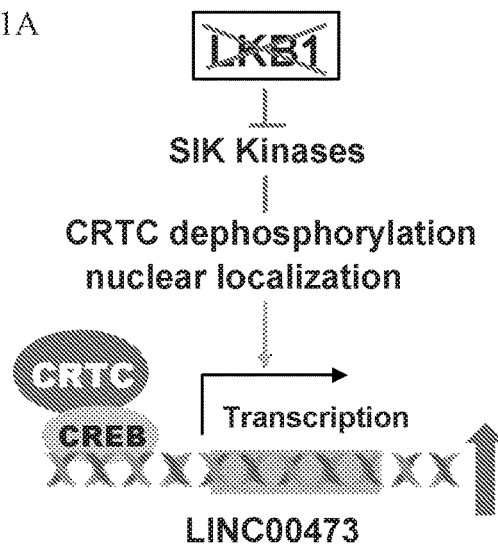 1A
LKB1
SIK Kinases
CRTC dephosphorylation
nuclear localization
CRTC
Transcription
CREB
LINC00473